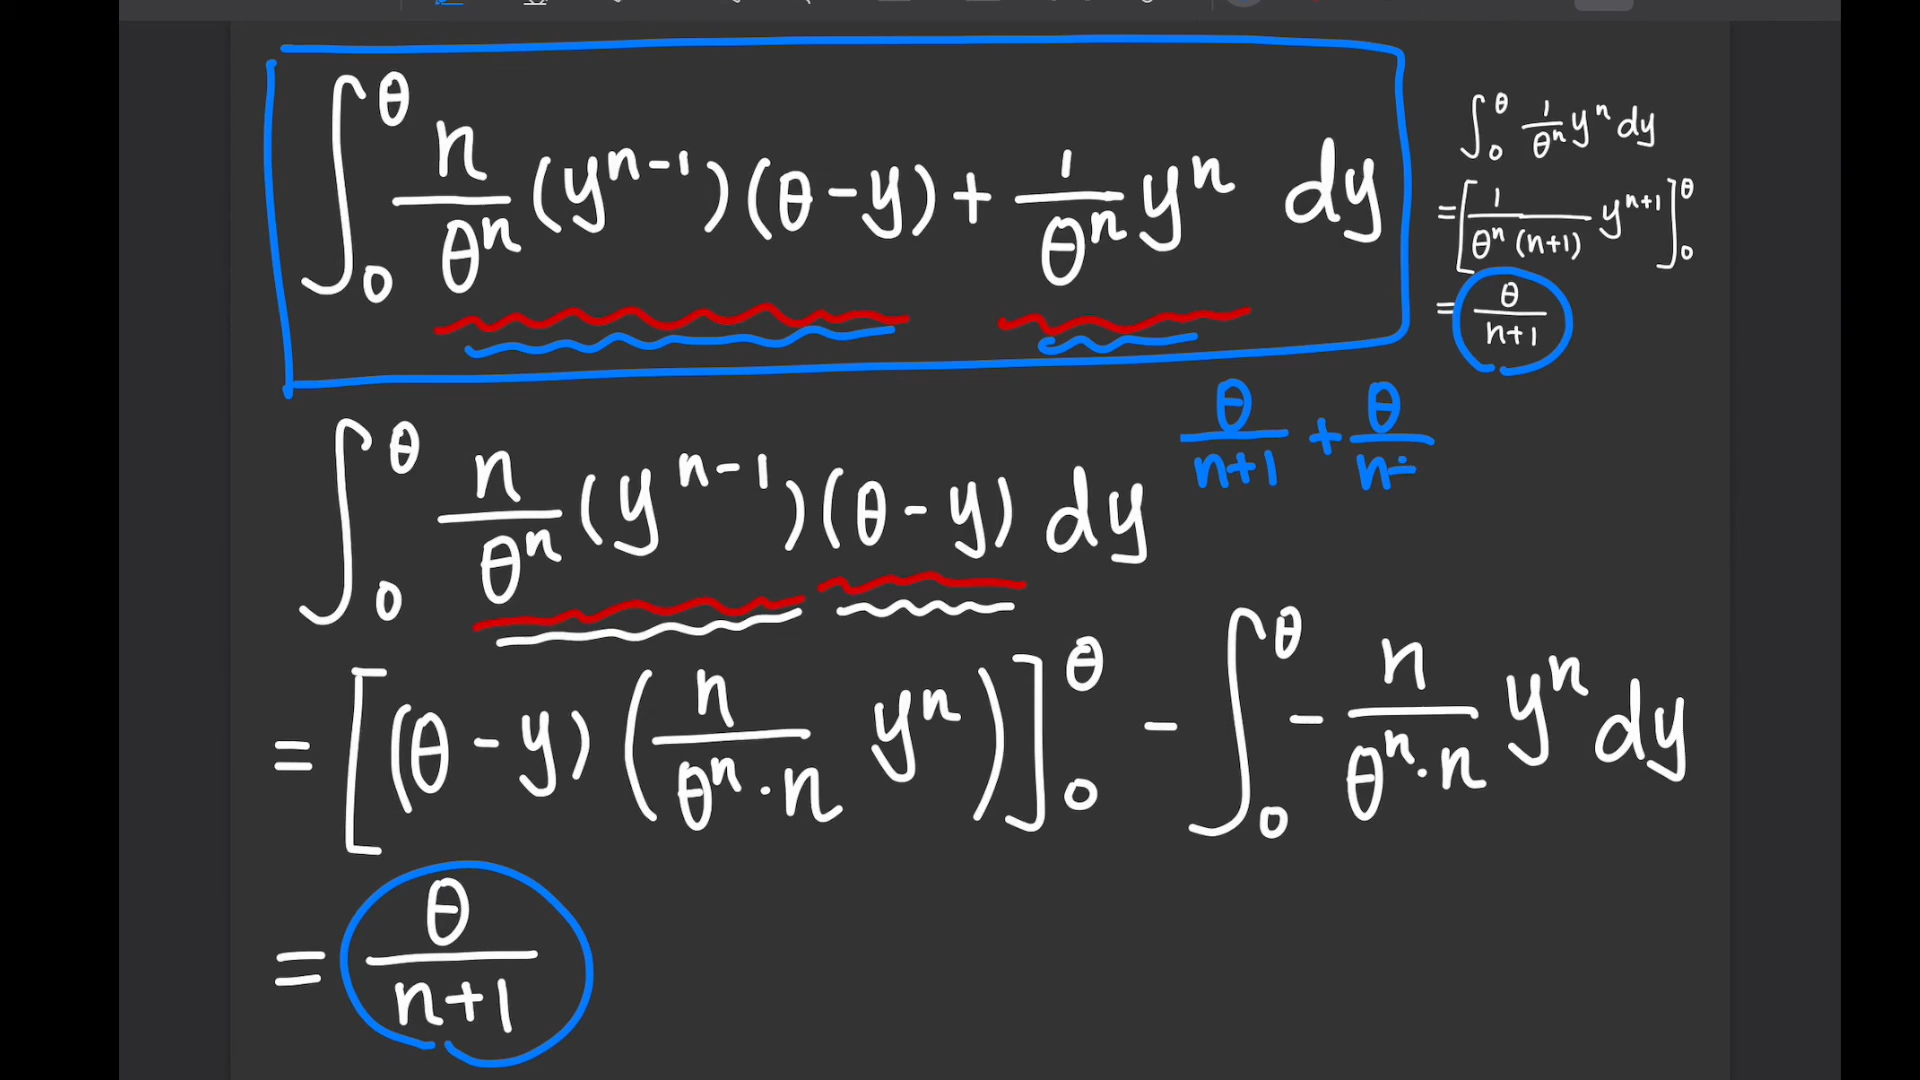 ∫₀^θ n/θⁿ (yⁿ⁻¹)(θ-y) + 1/θⁿ yⁿ dy
∫₀^θ 1/θⁿ yⁿ dy
= [1/(θⁿ(n+1)) yⁿ⁺¹]₀^θ
= θ/(n+1)
θ/(n+1) + θ/(n÷
∫₀^θ n/θⁿ (yⁿ⁻¹)(θ-y) dy
= [(θ-y)(n/(θⁿ·n) yⁿ)]₀^θ - ∫₀^θ - n/(θⁿ·n) yⁿ dy
= θ/(n+1)